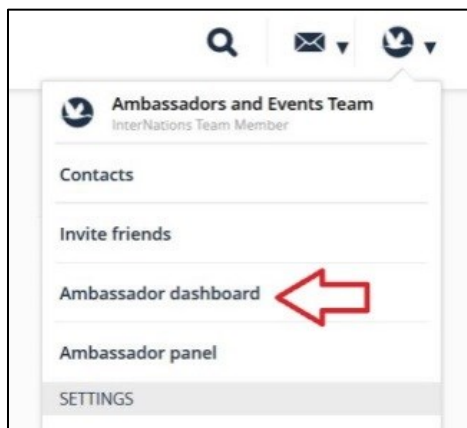 Ambassadors and Events Team
InterNations Team Member
Contacts
Invite friends
Ambassador dashboard
Ambassador panel
SETTINGS